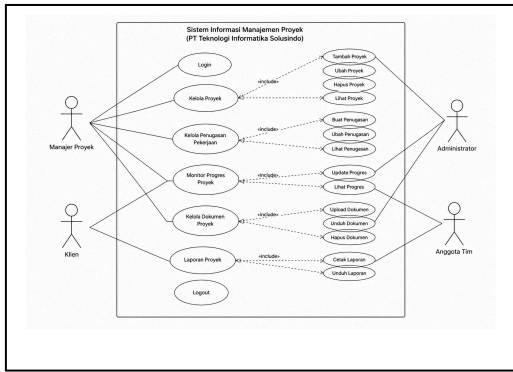 Sistem Informasi Manajemen Proyek
(PT Teknologi Informatika Solusindo)
Login
Kelola Proyek
Kelola Penugasan
Pekerjaan
Monitor Progres
Proyek
Kelola Dokumen
Proyek
Laporan Proyek
Logout
«include»
«include»
«include»
«include»
«include»
Tambah Proyek
Ubah Proyek
Hapus Proyek
Lihat Proyek
Buat Penugasan
Ubah Penugasan
Lihat Penugasan
Update Progres
Lihat Progres
Upload Dokumen
Unduh Dokumen
Hapus Dokumen
Cetak Laporan
Unduh Laporan
Manajer Proyek
Klien
Administrator
Anggota Tim